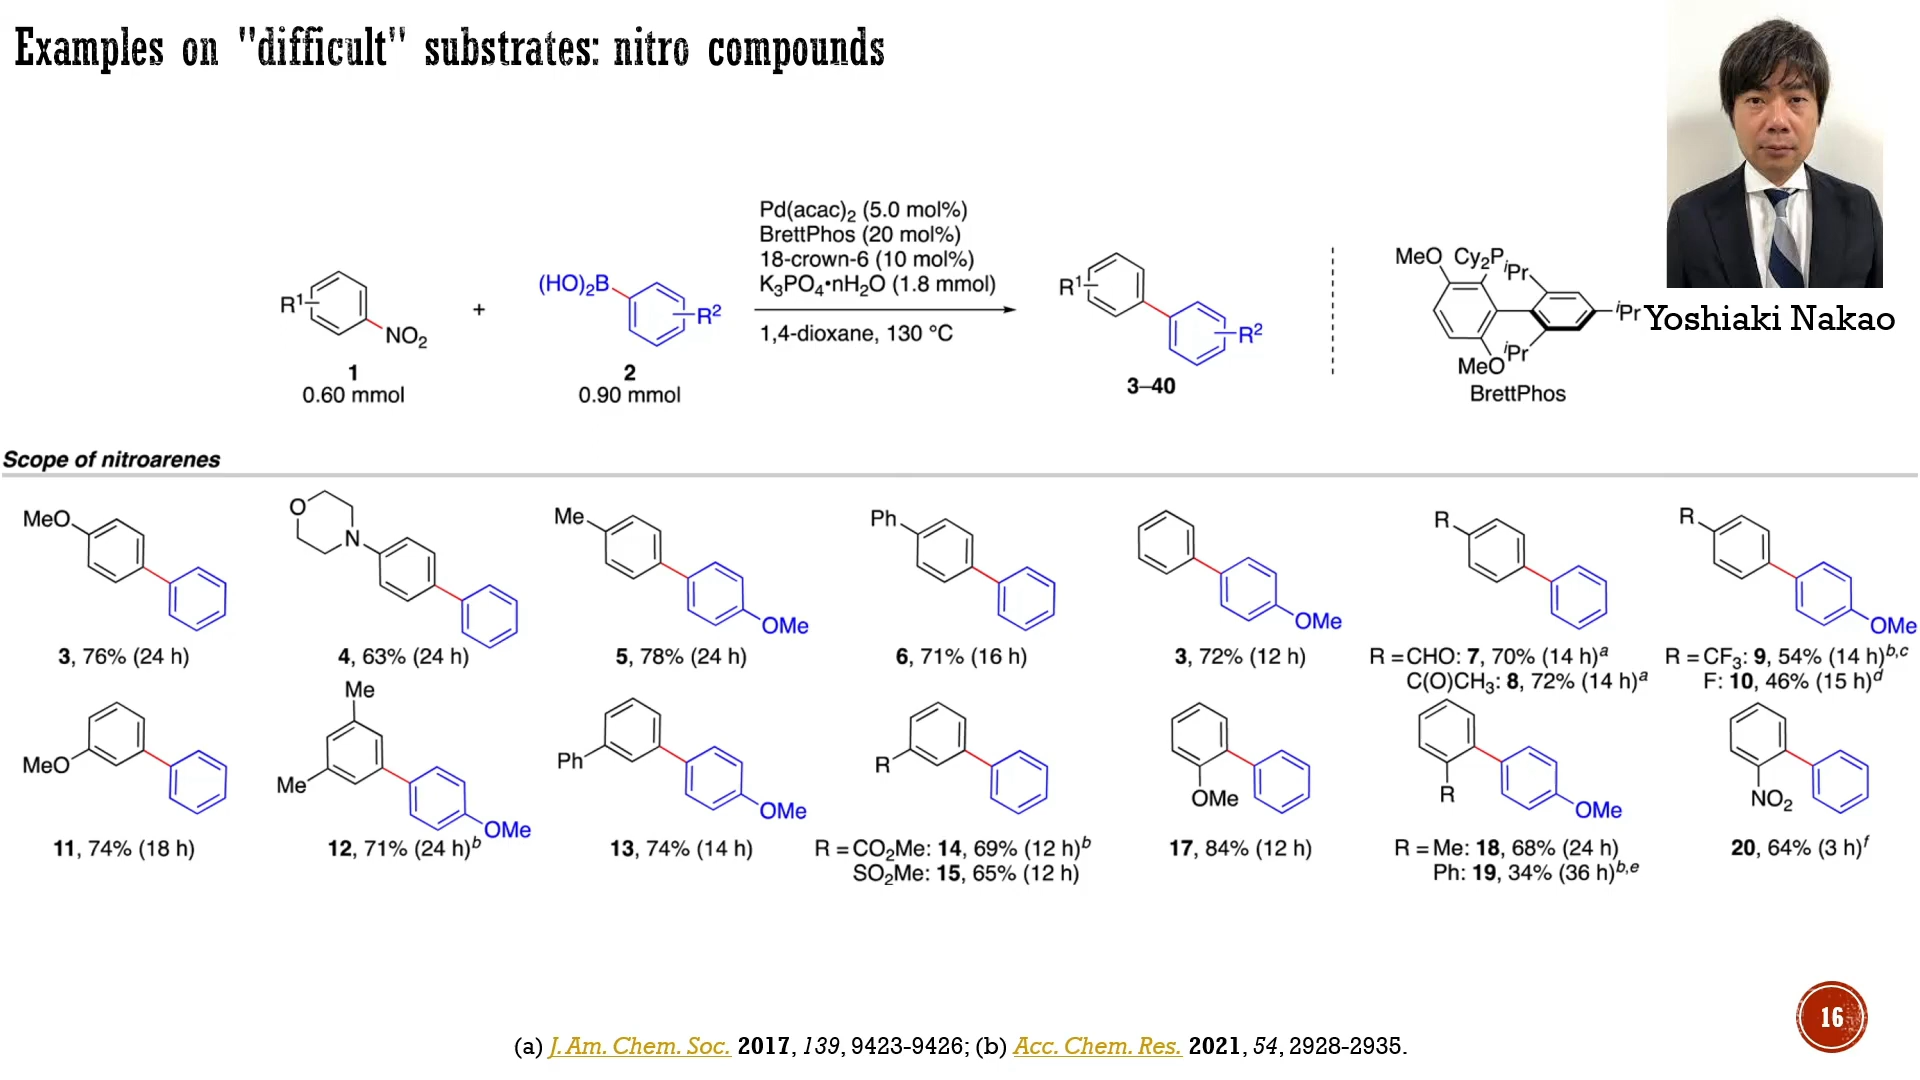 Examples on "difficult" substrates: nitro compounds
Pd(acac)₂ (5.0 mol%)
BrettPhos (20 mol%)
18-crown-6 (10 mol%)
K₃PO₄•nH₂O (1.8 mmol)
1,4-dioxane, 130 °C
R¹
NO₂
1
0.60 mmol
+
(HO)₂B
R²
2
0.90 mmol
R¹
R²
3–40
MeO
Cy₂P
ⁱPr
ⁱPr
ⁱPr
MeO
BrettPhos
Yoshiaki Nakao
Scope of nitroarenes
MeO
3, 76% (24 h)
O
N
4, 63% (24 h)
Me
OMe
5, 78% (24 h)
Ph
6, 71% (16 h)
OMe
3, 72% (12 h)
R
R = CHO: 7, 70% (14 h)ᵃ
C(O)CH₃: 8, 72% (14 h)ᵃ
R
OMe
R = CF₃: 9, 54% (14 h)ᵇ,ᶜ
F: 10, 46% (15 h)ᵈ
MeO
11, 74% (18 h)
Me
Me
OMe
12, 71% (24 h)ᵇ
Ph
OMe
13, 74% (14 h)
R
R = CO₂Me: 14, 69% (12 h)ᵇ
SO₂Me: 15, 65% (12 h)
OMe
17, 84% (12 h)
R
OMe
R = Me: 18, 68% (24 h)
Ph: 19, 34% (36 h)ᵇ,ᵉ
NO₂
20, 64% (3 h)ᶠ
16
(a) J. Am. Chem. Soc. 2017, 139, 9423-9426; (b) Acc. Chem. Res. 2021, 54, 2928-2935.